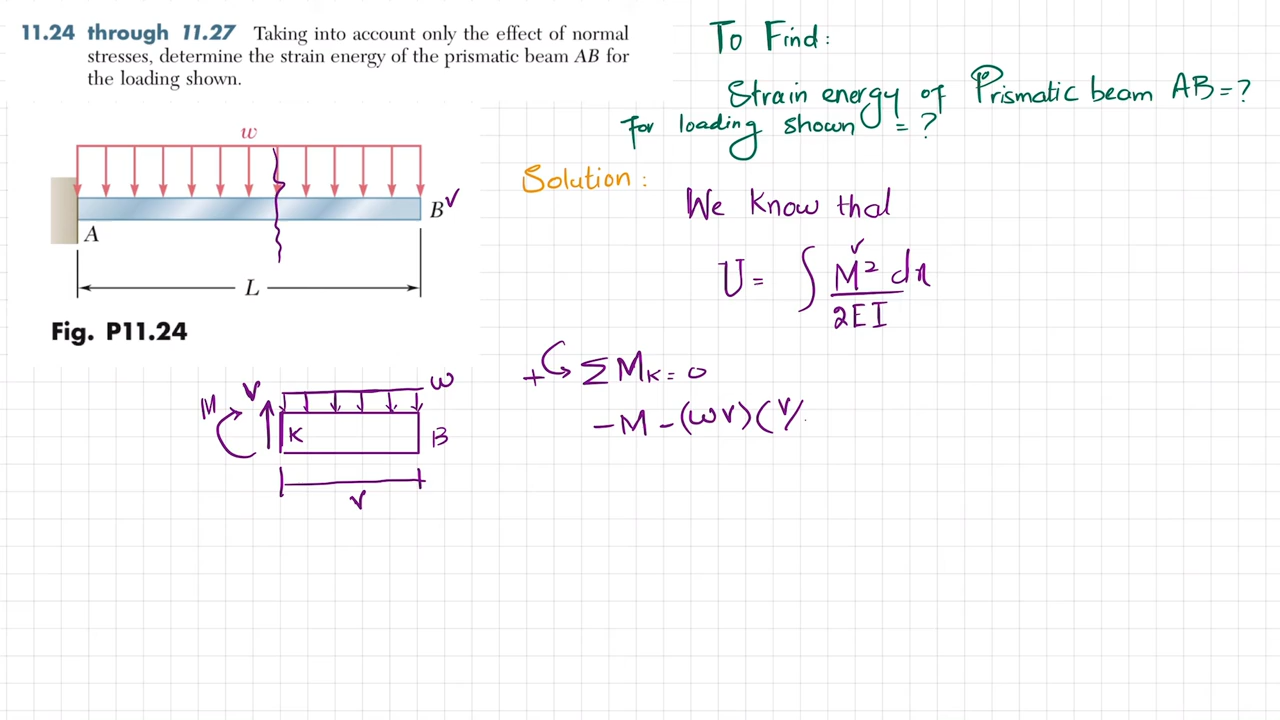 11.24 through 11.27 Taking into account only the effect of normal
stresses, determine the strain energy of the prismatic beam AB for
the loading shown.
w
A
B v
L
Fig. P11.24
To Find:
Strain energy of Prismatic beam AB = ?
for loading shown = ?
Solution:
We know that
U = ∫ M² dv
2EI
+ ΣMK = 0
-M - (wv)(v/
M
V
w
K
B
v